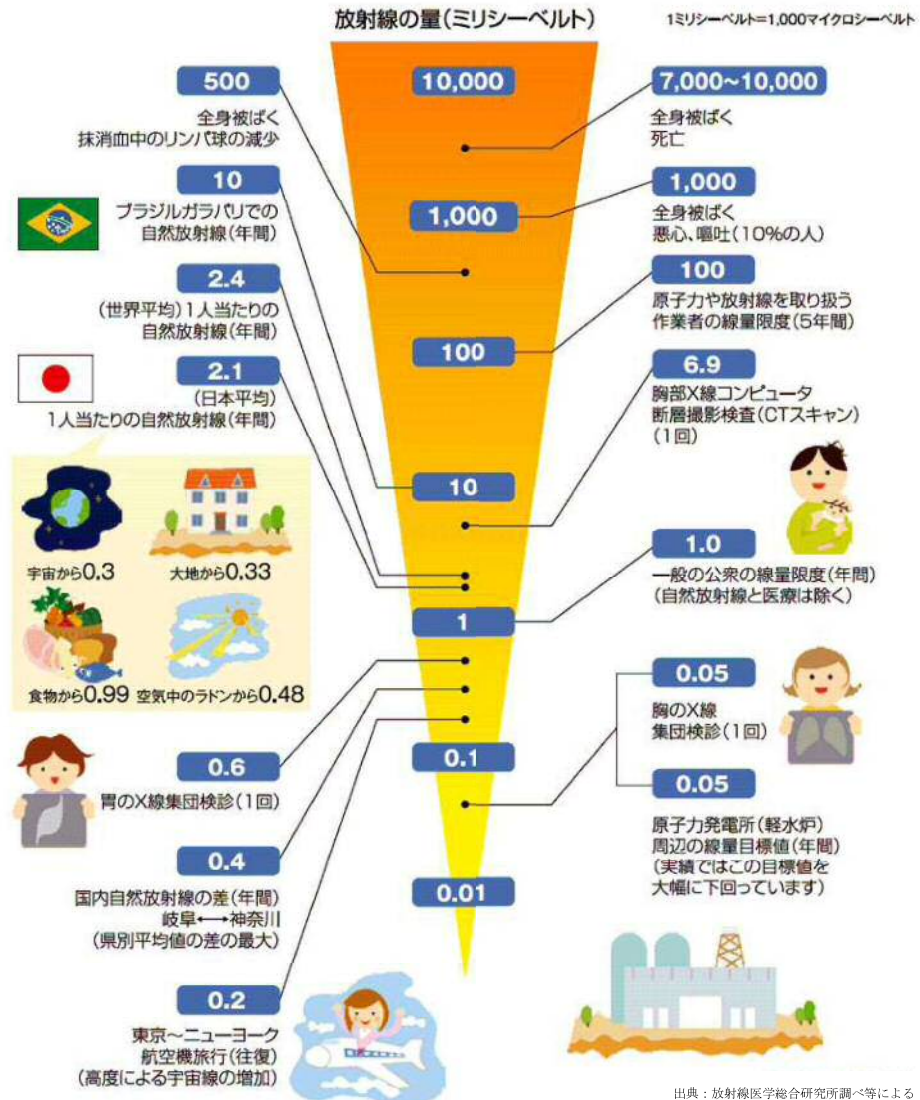 放射線の量(ミリシーベルト)
1ミリシーベルト=1,000マイクロシーベルト
500
全身被ばく
抹消血中のリンパ球の減少
10
ブラジルガラパリでの
自然放射線(年間)
2.4
(世界平均)1人当たりの
自然放射線(年間)
2.1
(日本平均)
1人当たりの自然放射線(年間)
宇宙から0.3
大地から0.33
食物から0.99
空気中のラドンから0.48
0.6
胃のX線集団検診(1回)
0.4
国内自然放射線の差(年間)
岐阜⟷神奈川
(県別平均値の差の最大)
0.2
東京〜ニューヨーク
航空機旅行(往復)
(高度による宇宙線の増加)
10,000
1,000
100
10
1
0.1
0.01
7,000~10,000
全身被ばく
死亡
1,000
全身被ばく
悪心、嘔吐(10%の人)
100
原子力や放射線を取り扱う
作業者の線量限度(5年間)
6.9
胸部X線コンピュータ
断層撮影検査(CTスキャン)
(1回)
1.0
一般の公衆の線量限度(年間)
(自然放射線と医療は除く)
0.05
胸のX線
集団検診(1回)
0.05
原子力発電所(軽水炉)
周辺の線量目標値(年間)
(実績ではこの目標値を
大幅に下回っています)
出典:放射線医学総合研究所調べ等による